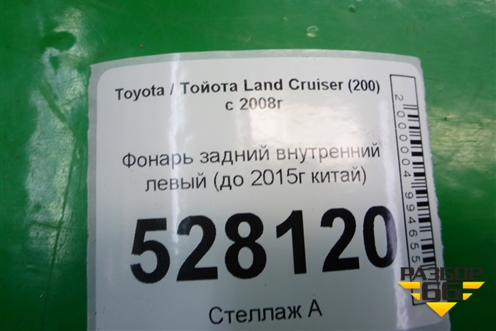 Toyota / Тойота Land Cruiser (200)
с 2008г
Фонарь задний внутренний
левый (до 2015г китай)
528120
Стеллаж А
РАЗБОР
66